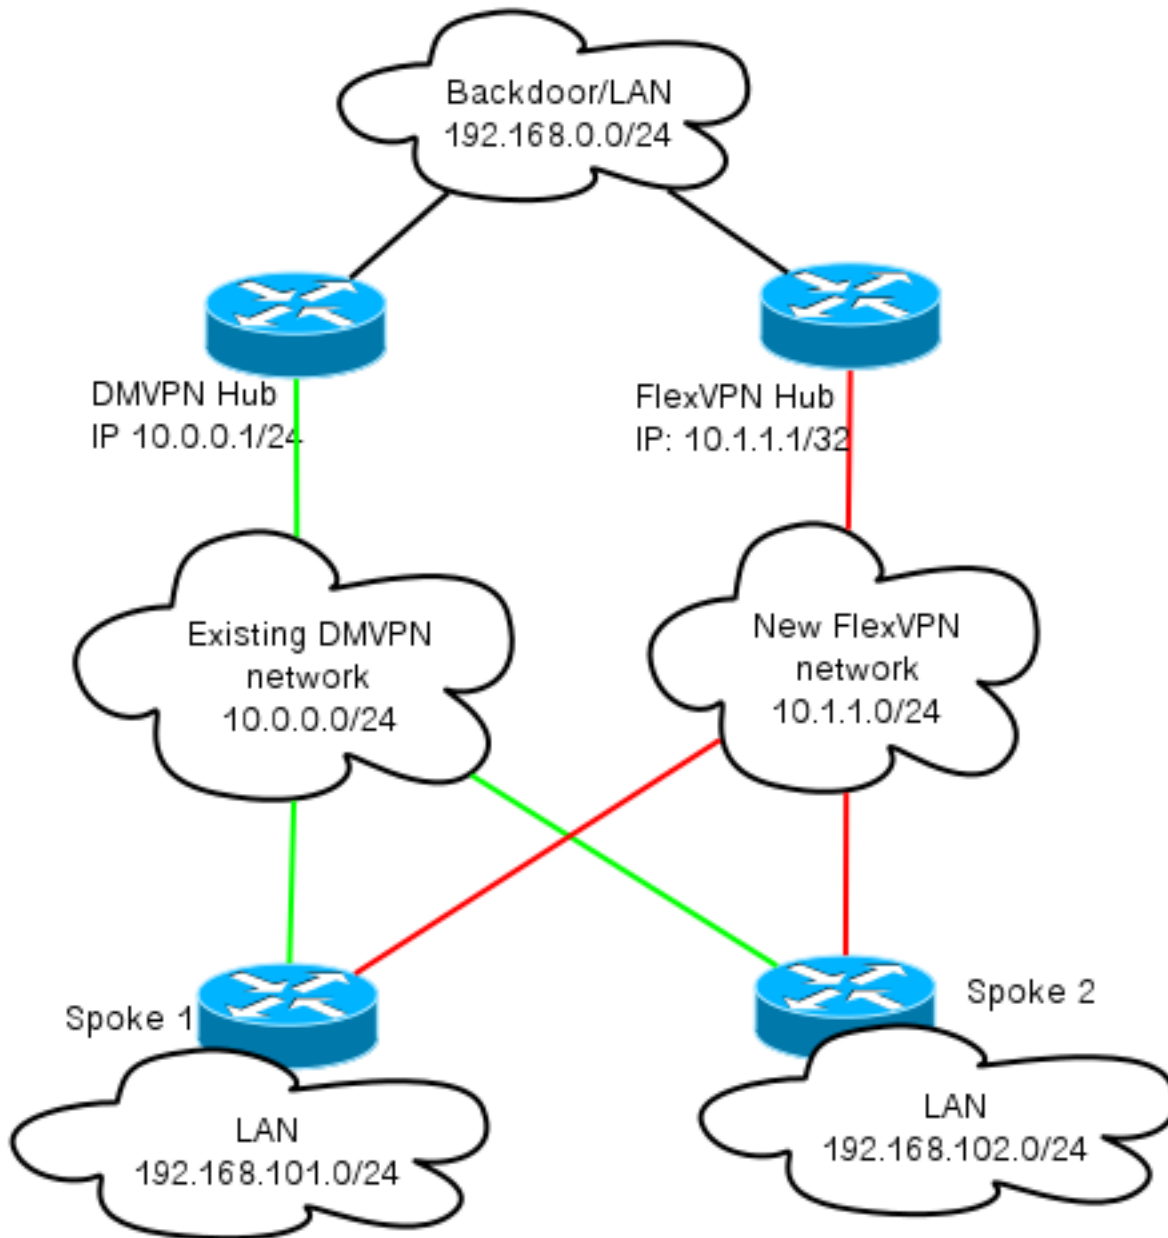 Backdoor/LAN
192.168.0.0/24
DMVPN Hub
IP 10.0.0.1/24
FlexVPN Hub
IP: 10.1.1.1/32
Existing DMVPN
network
10.0.0.0/24
New FlexVPN
network
10.1.1.0/24
Spoke 1
Spoke 2
LAN
192.168.101.0/24
LAN
192.168.102.0/24